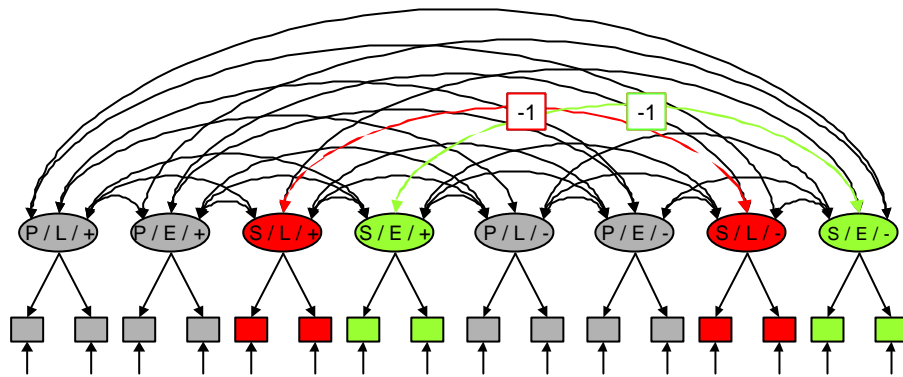 -1 -1
P / L / + P / E / + S / L / + S / E / + P / L / - P / E / - S / L / - S / E / -